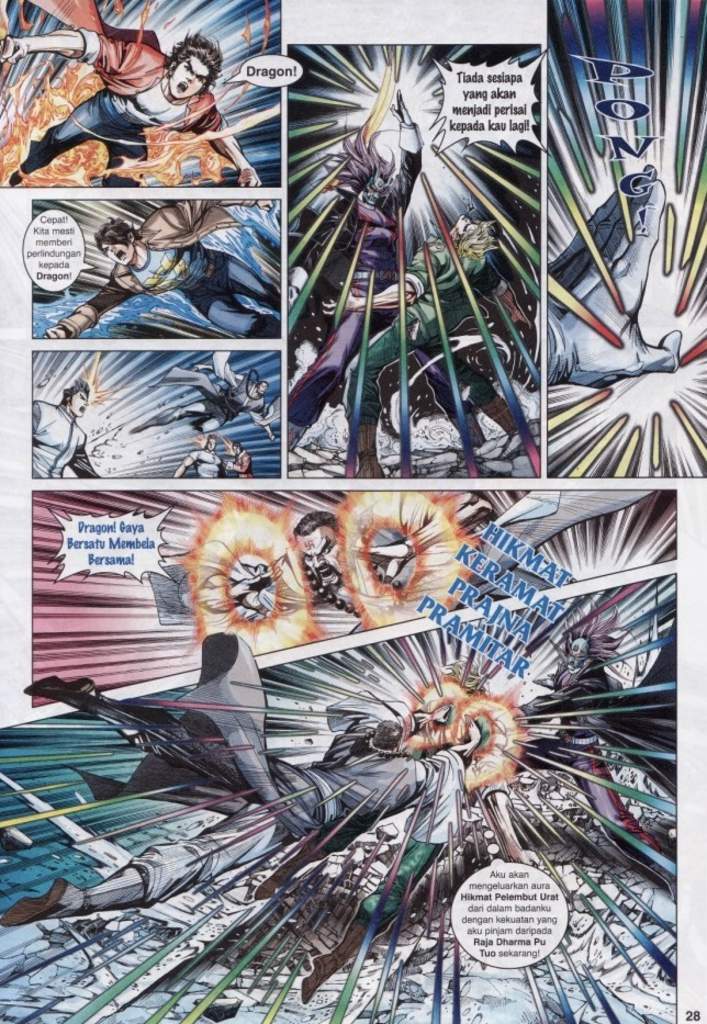 Dragon!
Cepat!
Kita mesti
memberi
perlindungan
kepada
Dragon!
Tiada sesiapa
yang akan
menjadi perisai
kepada kau lagi!
PONG!
Dragon! Gaya
Bersatu Membela
Bersama!
HIKMAT
KERAMAT
PRAJNA
PRAMITAR
Aku akan
mengeluarkan aura
Hikmat Pelembut Urat
dari dalam badanku
dengan kekuatan yang
aku pinjam daripada
Raja Dharma Pu
Tuo sekarang!
28